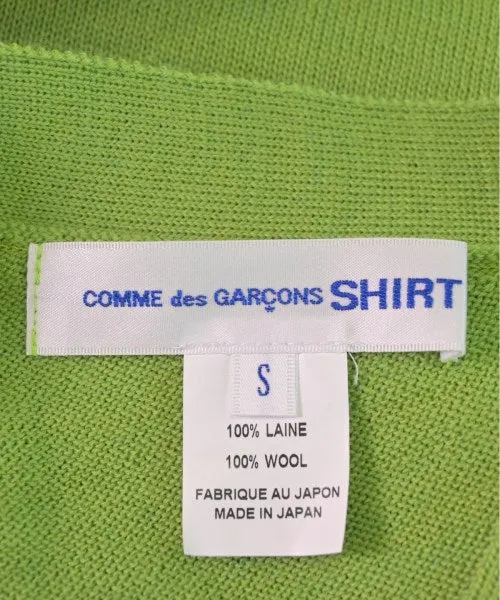 COMME des GARÇONS SHIRT
S
100% LAINE
100% WOOL
FABRIQUE AU JAPON
MADE IN JAPAN